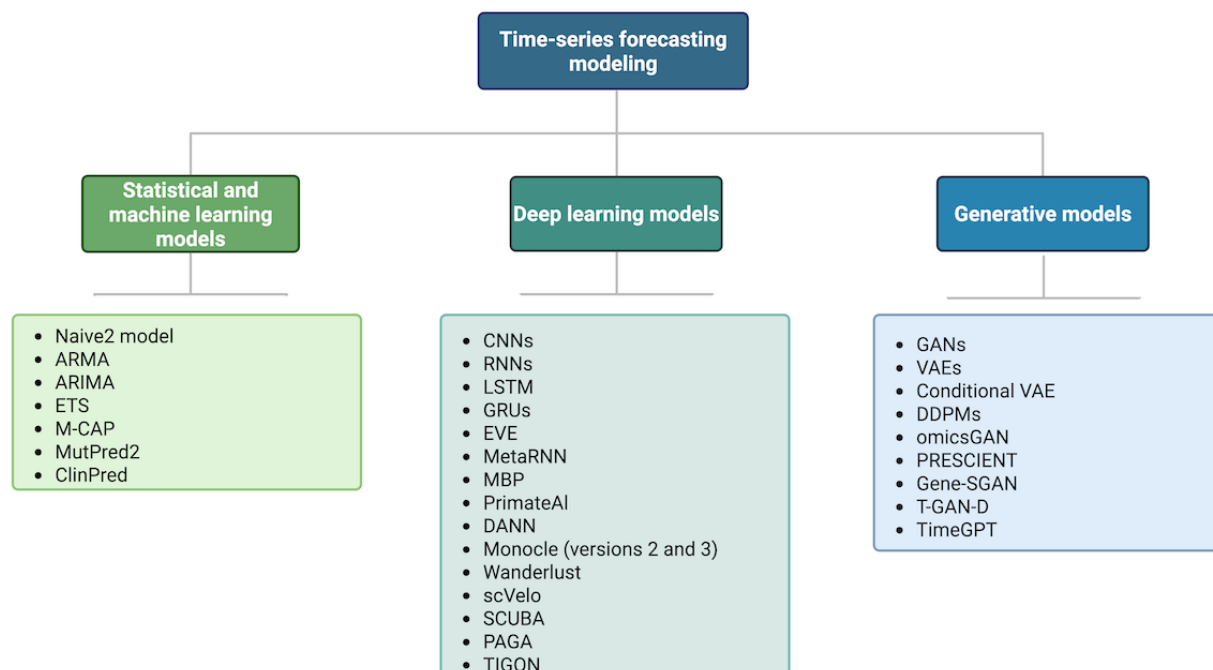 Time-series forecasting
modeling
Statistical and
machine learning
models
Deep learning models
Generative models
• Naive2 model
• ARMA
• ARIMA
• ETS
• M-CAP
• MutPred2
• ClinPred
• CNNs
• RNNs
• LSTM
• GRUs
• EVE
• MetaRNN
• MBP
• PrimateAl
• DANN
• Monocle (versions 2 and 3)
• Wanderlust
• scVelo
• SCUBA
• PAGA
• TIGON
• GANs
• VAEs
• Conditional VAE
• DDPMs
• omicsGAN
• PRESCIENT
• Gene-SGAN
• T-GAN-D
• TimeGPT